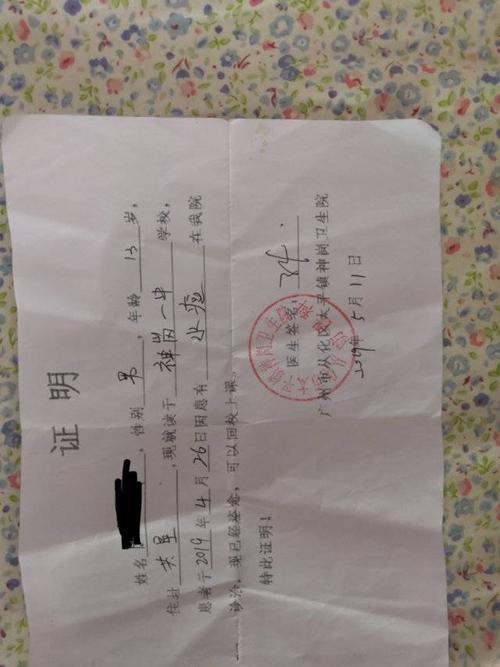 证明
姓名 , 性别 男 , 年龄 13 岁,
住址 共星 , 现就读于 神岗一中 学校,
患者于 2019 年 4 月 26 日因患有 水痘 在我院
诊治, 现已经痊愈, 可以回校上课。
特此证明!
医生签名:
广州市从化区太平镇神岗卫生院
2019年 5 月 11 日